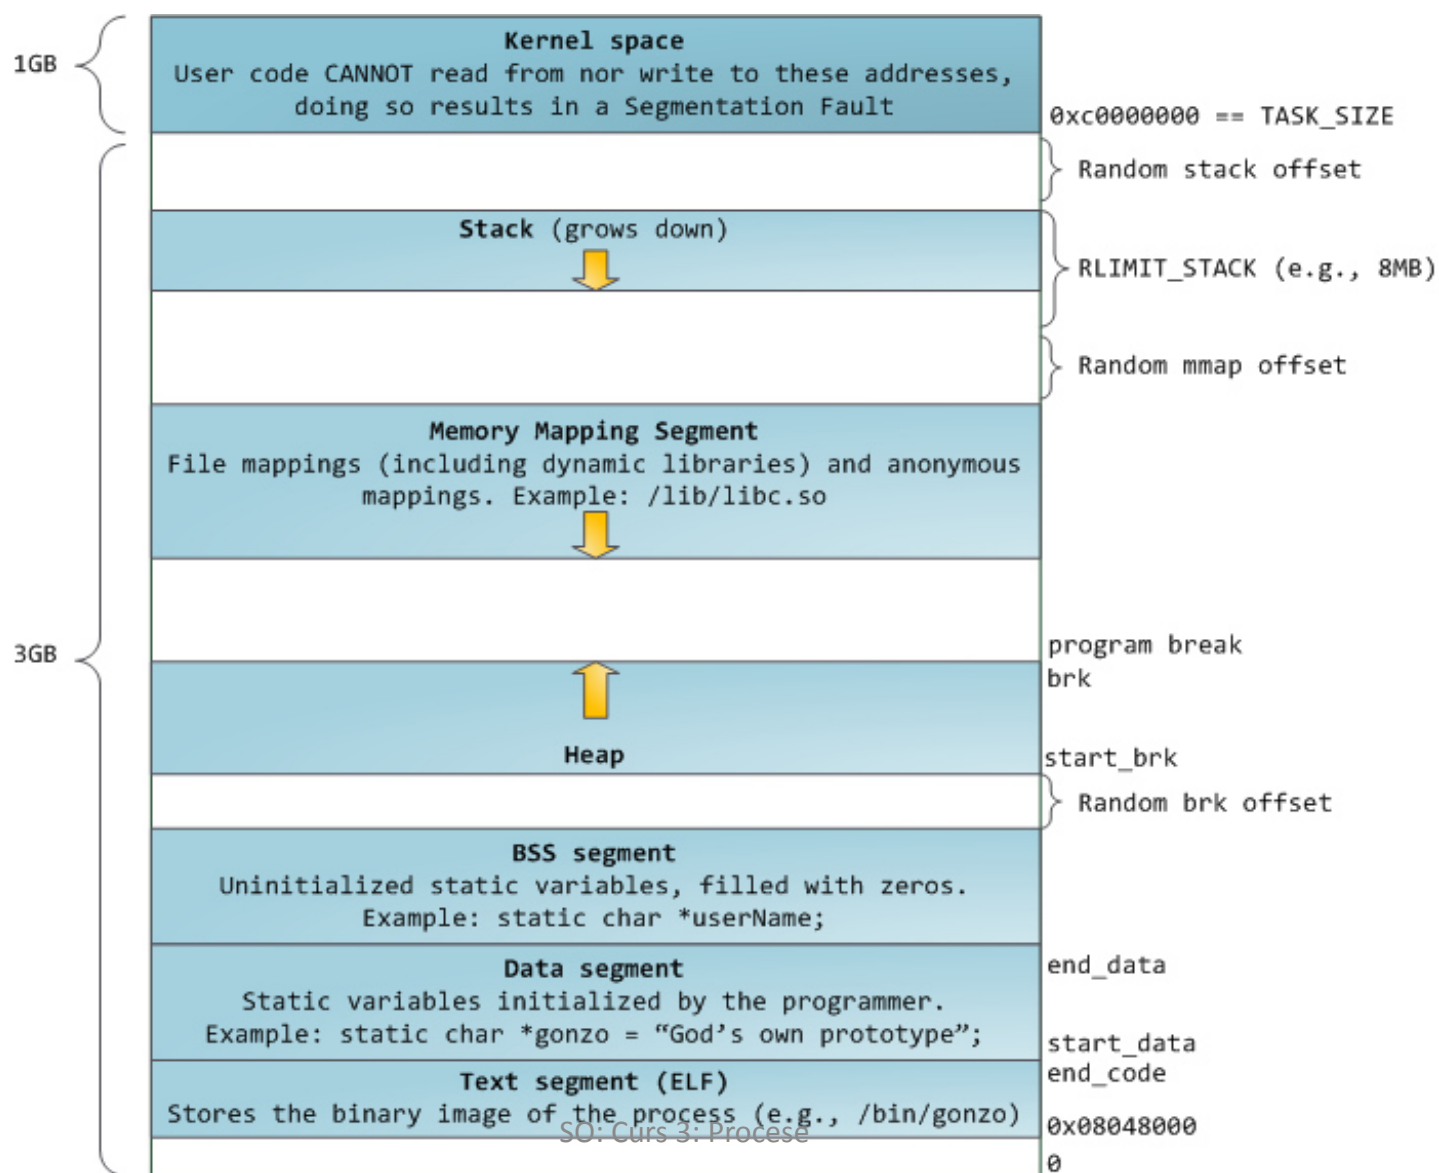 Kernel space
1GB
User code CANNOT read from nor write to these addresses,
doing so results in a Segmentation Fault
0xc0000000 == TASK_SIZE
Random stack offset
Stack (grows down)
RLIMIT_STACK (e.g., 8MB)
Random mmap offset
Memory Mapping Segment
File mappings (including dynamic libraries) and anonymous
mappings. Example: /lib/libc.so
3GB
program break
brk
Heap
start_brk
Random brk offset
BSS segment
Uninitialized static variables, filled with zeros.
Example: static char *userName;
Data segment
end_data
Static variables initialized by the programmer.
Example: static char *gonzo = “God’s own prototype”;
start_data
end_code
Text segment (ELF)
Stores the binary image of the process (e.g., /bin/gonzo)
0x08048000
SO: Curs 3: Procese
0